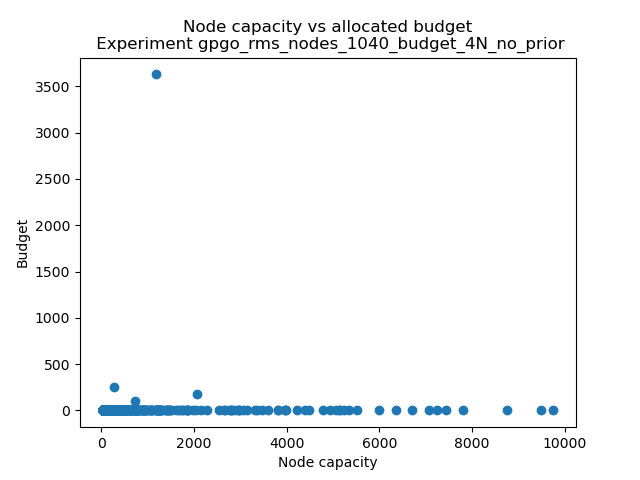 Node capacity vs allocated budget
Experiment gpgo_rms_nodes_1040_budget_4N_no_prior
3500
3000
2500
2000
1500
1000
500
0
Budget
0 2000 4000 6000 8000 10000
Node capacity